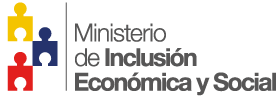 Ministerio
de Inclusión
Económica y Social